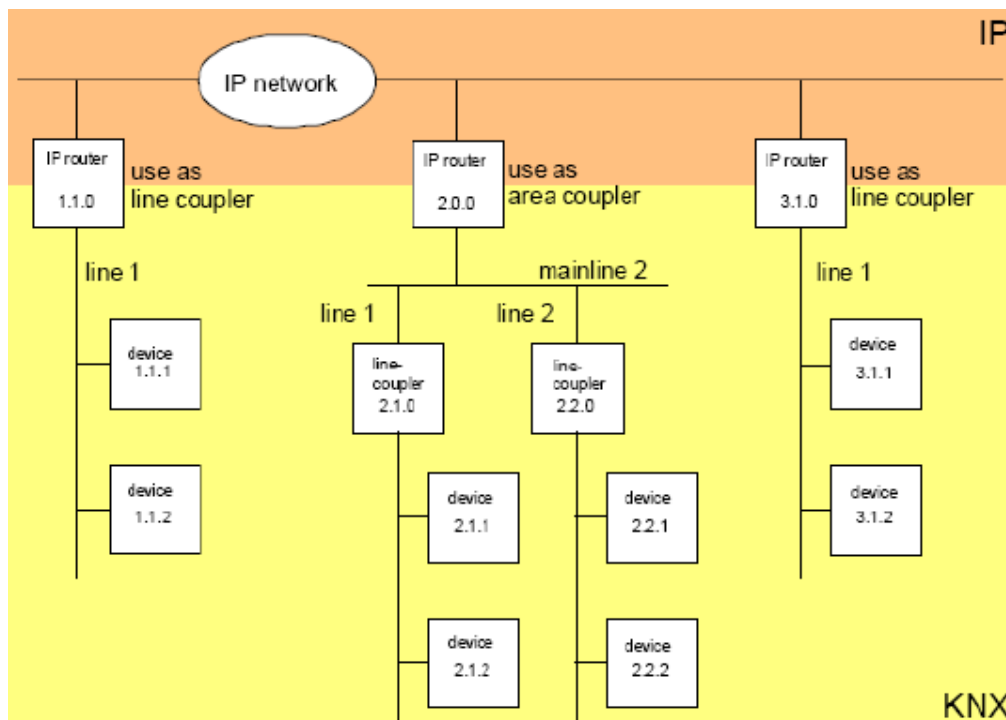 IP
IP network
IP router
1.1.0
use as
line coupler
IP router
2.0.0
use as
area coupler
IP router
3.1.0
use as
line coupler
line 1
mainline 2
line 1
line 1
line 2
device
1.1.1
line-
coupler
2.1.0
line-
coupler
2.2.0
device
3.1.1
device
1.1.2
device
2.1.1
device
2.2.1
device
3.1.2
device
2.1.2
device
2.2.2
KNX